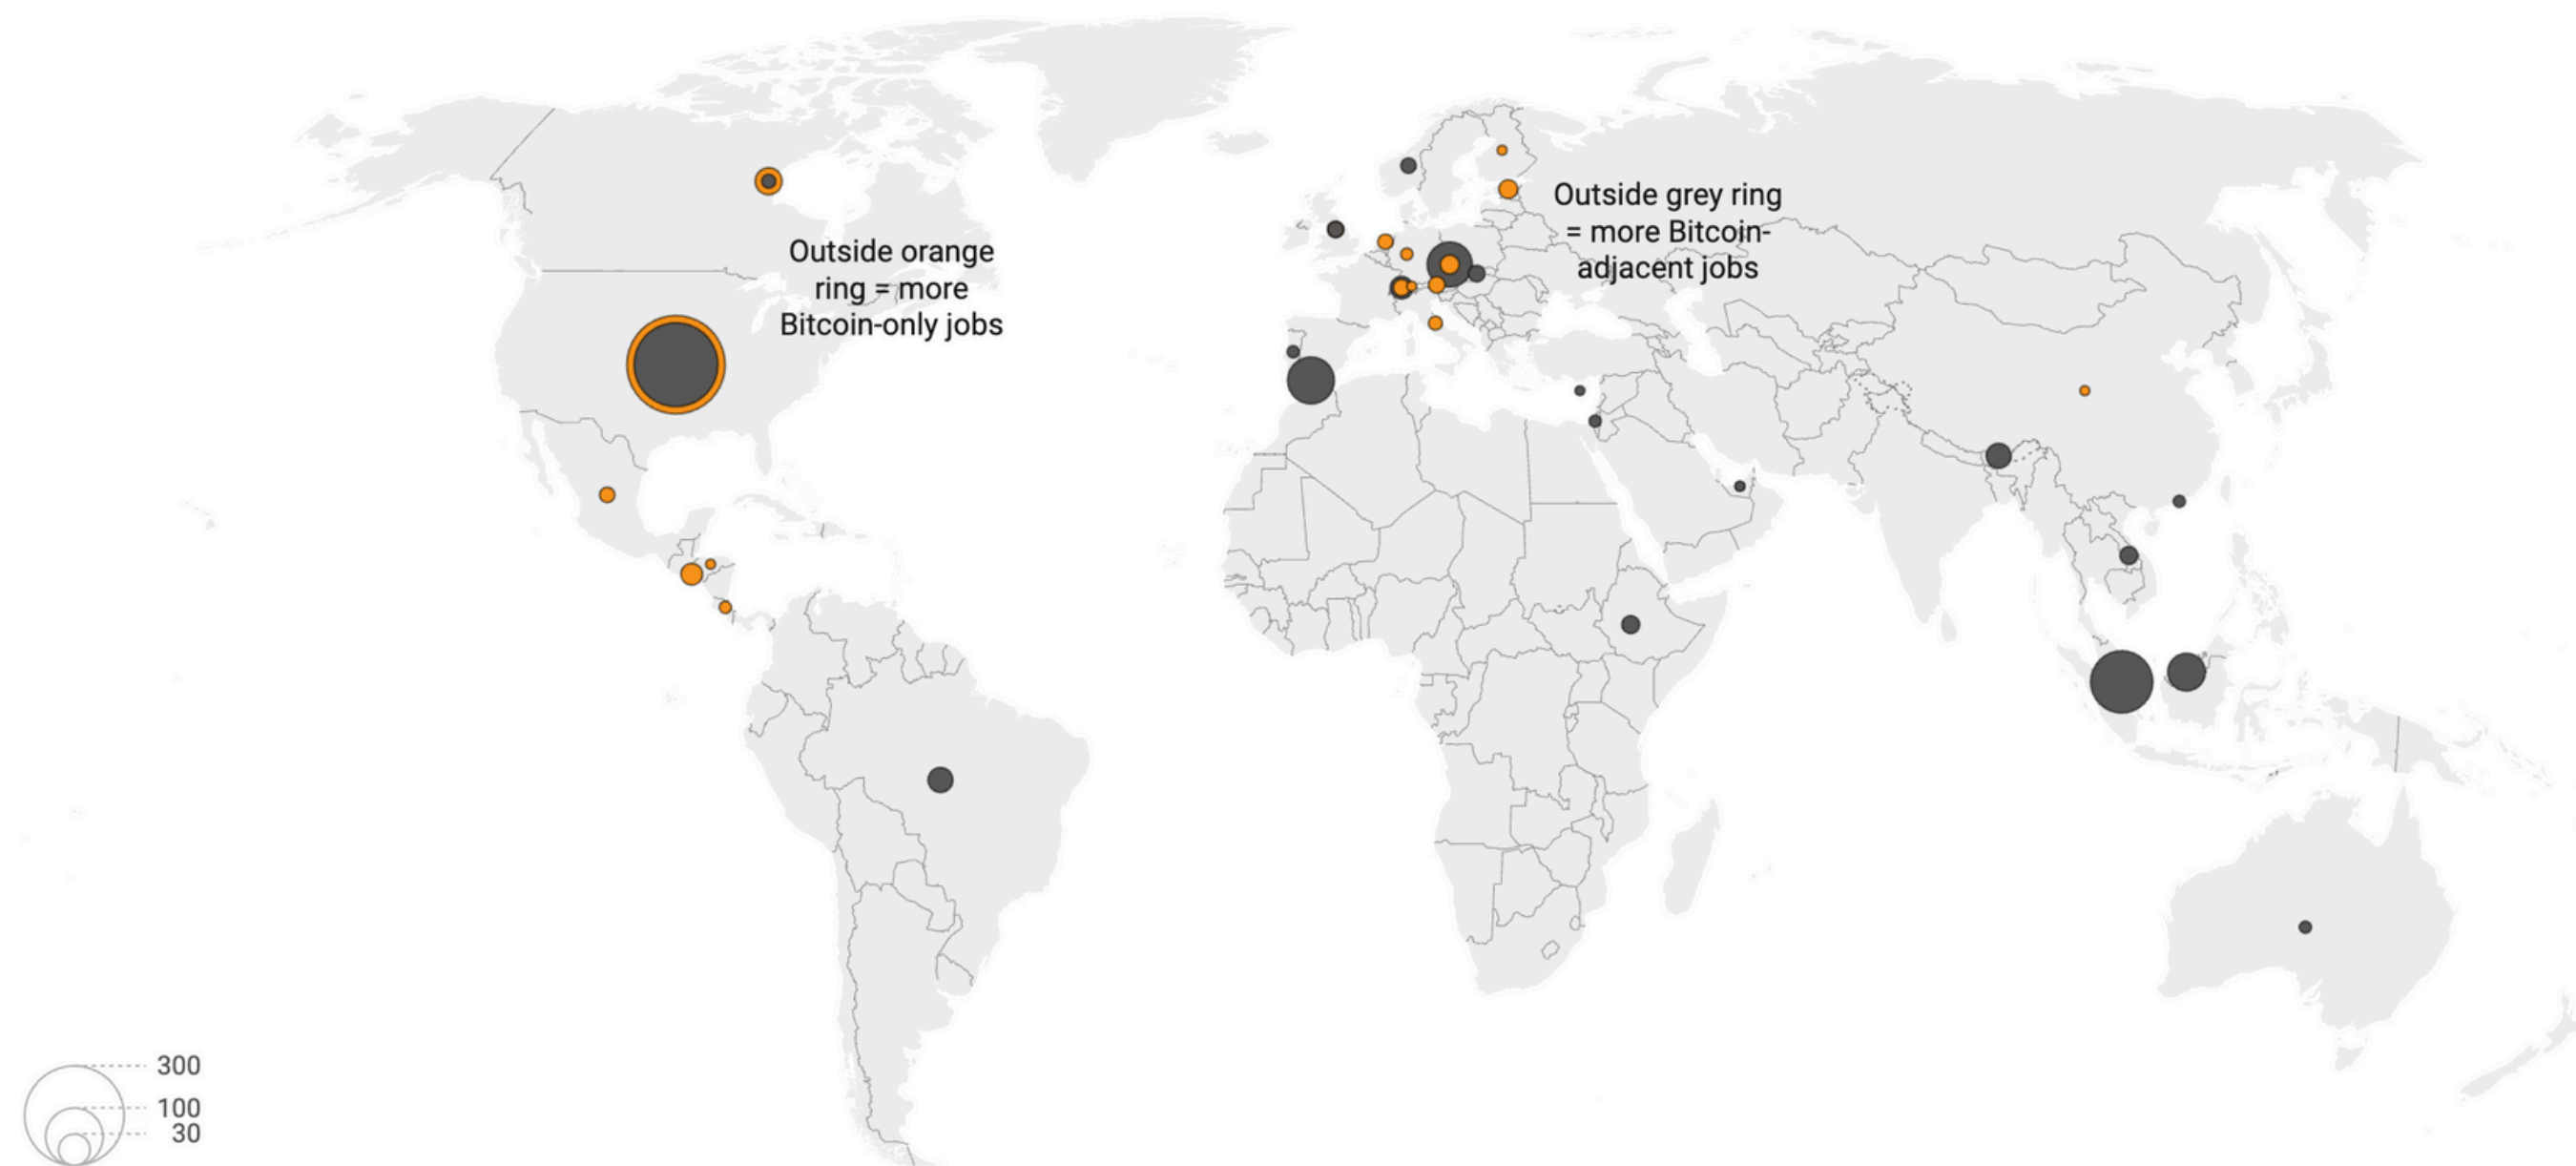 Outside orange
ring = more
Bitcoin-only jobs
Outside grey ring
= more Bitcoin-
adjacent jobs
300
100
30